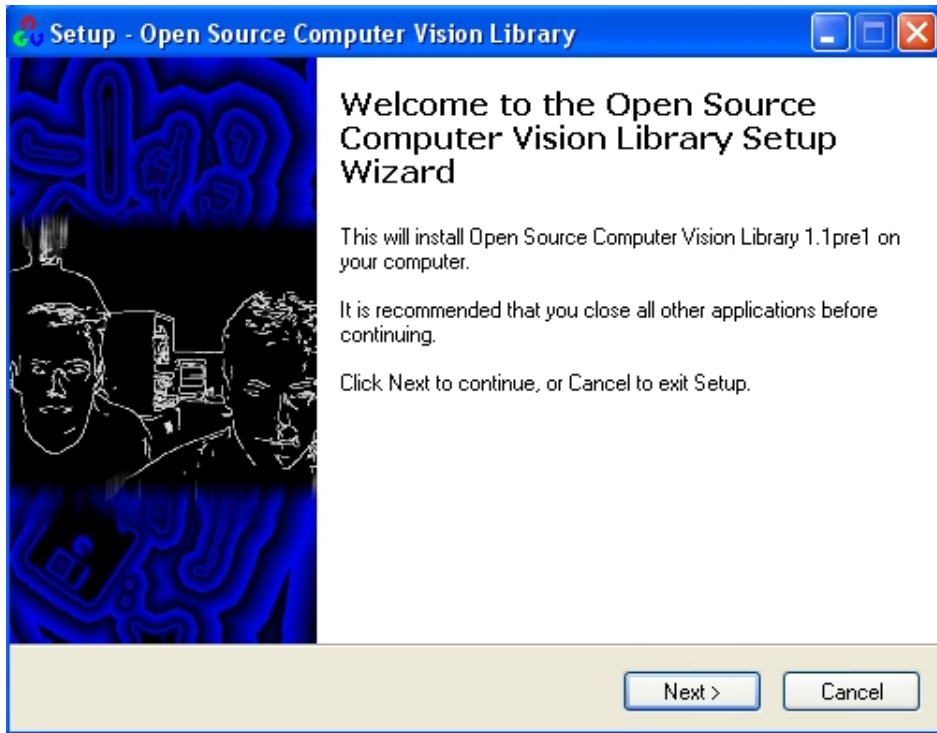 Setup - Open Source Computer Vision Library
Welcome to the Open Source
Computer Vision Library Setup
Wizard
This will install Open Source Computer Vision Library 1.1pre1 on
your computer.
It is recommended that you close all other applications before
continuing.
Click Next to continue, or Cancel to exit Setup.
Next >
Cancel